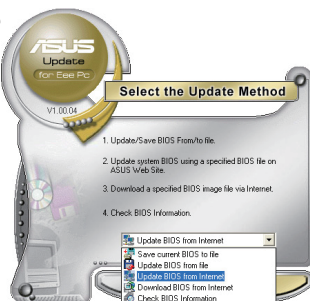 ASUS
Update
(for Eee Pc)
V1.00.04
Select the Update Method
1. Update/Save BIOS From/to file.
2. Update system BIOS using a specified BIOS file on
ASUS Web Site.
3. Download a specified BIOS image file via Internet.
4. Check BIOS Information.
Update BIOS from Internet
Save current BIOS to file
Update BIOS from file
Update BIOS from Internet
Download BIOS from Internet
Check BIOS Information